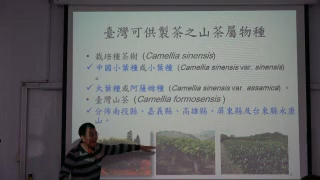 臺灣可供製茶之山茶屬物種
• 栽培種茶樹 (Camellia sinensis)
✓ 中國小葉種或小葉種 (Camellia sinensis var. sinensis)
。
✓ 大葉種或阿薩姆種 (Camellia sinensis var. assamica) 。
• 臺灣山茶 (Camellia formosensis)
✓ 分佈南投縣、嘉義縣、高雄縣、屏東縣及台東縣永康
山。